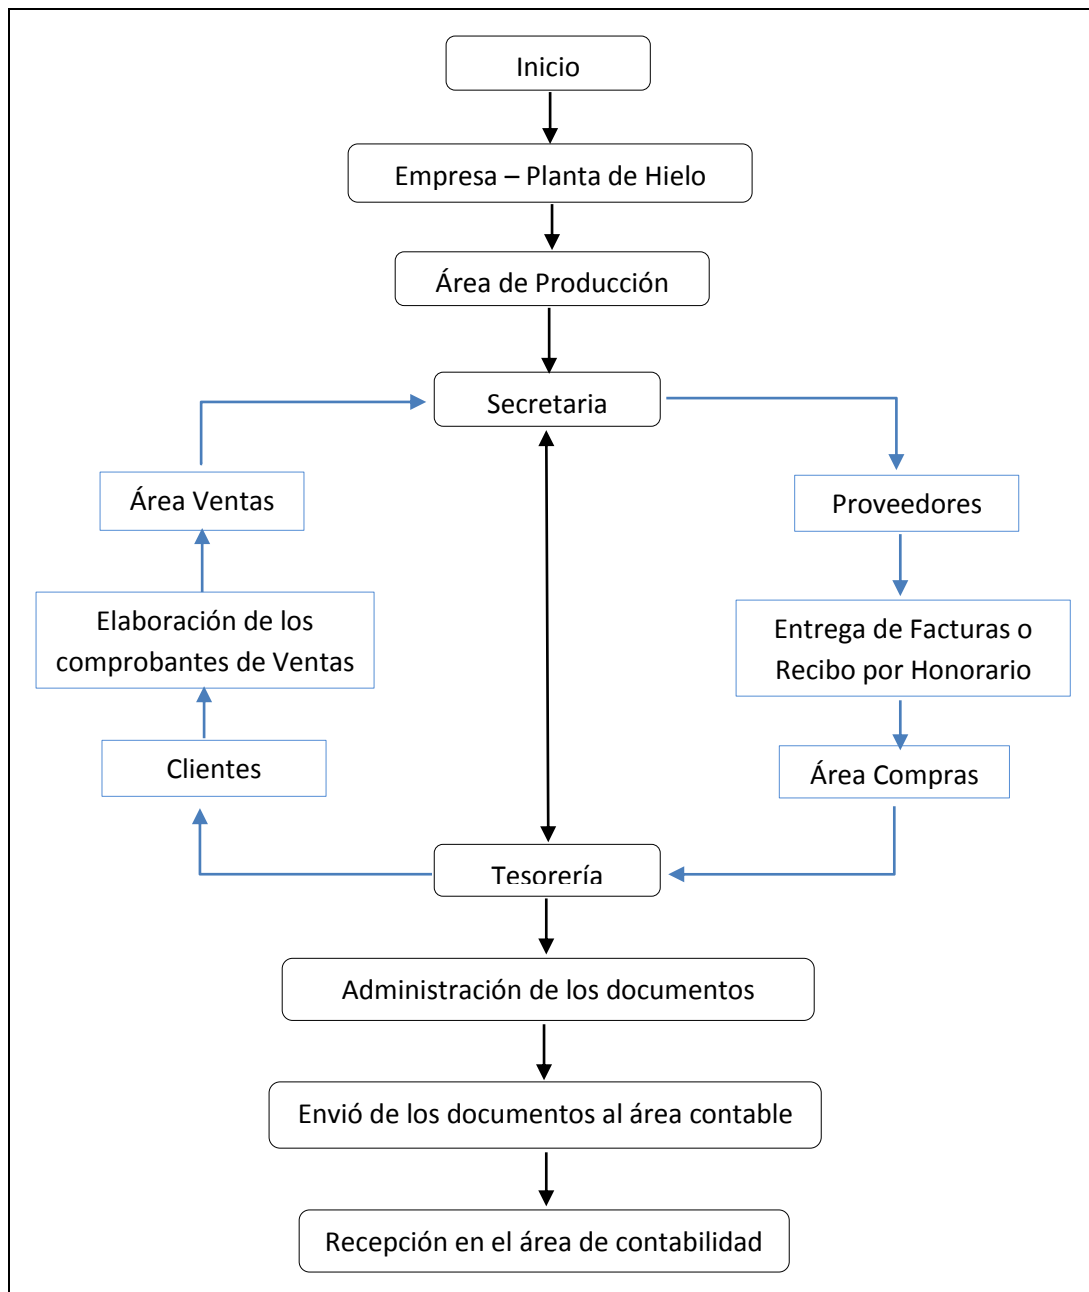 Inicio
Empresa – Planta de Hielo
Área de Producción
Secretaria
Área Ventas
Proveedores
Elaboración de los
comprobantes de Ventas
Entrega de Facturas o
Recibo por Honorario
Clientes
Área Compras
Tesorería
Administración de los documentos
Envió de los documentos al área contable
Recepción en el área de contabilidad